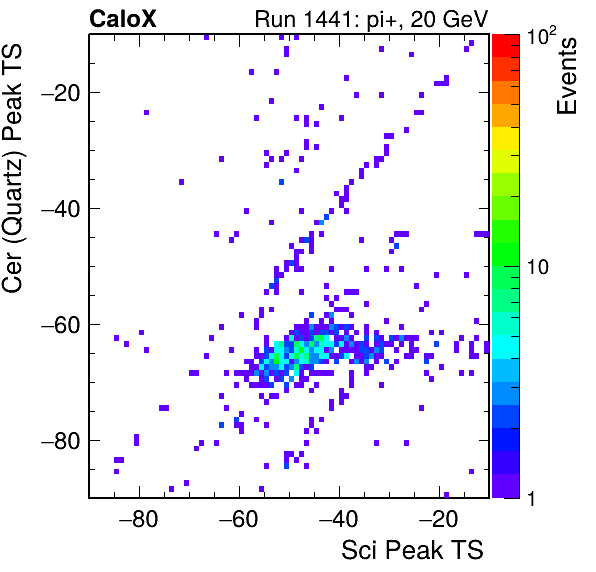 CaloX Run 1441: pi+, 20 GeV
Cer (Quartz) Peak TS
−20
−40
−60
−80
−80 −60 −40 −20
Sci Peak TS
10²
10
1
Events